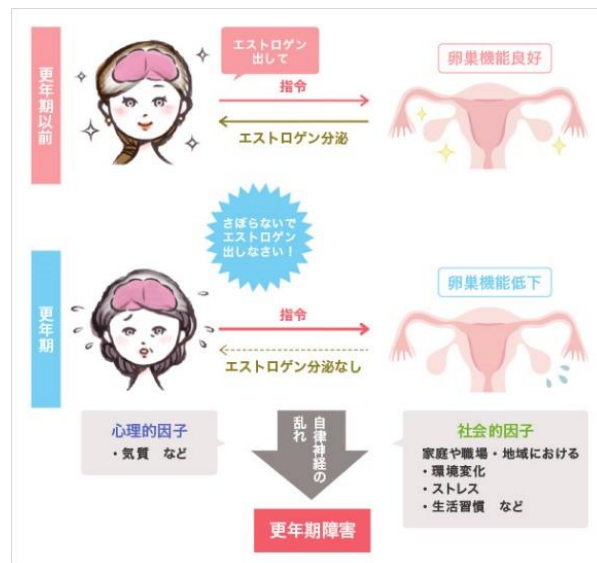 更年期以前
エストロゲン
出して
指令
エストロゲン分泌
卵巣機能良好
更年期
さぼらないで
エストロゲン
出しなさい！
指令
エストロゲン分泌なし
卵巣機能低下
心理的因子
・気質 など
自律神経の
乱れ
社会的因子
家庭や職場・地域における
・環境変化
・ストレス
・生活習慣 など
更年期障害